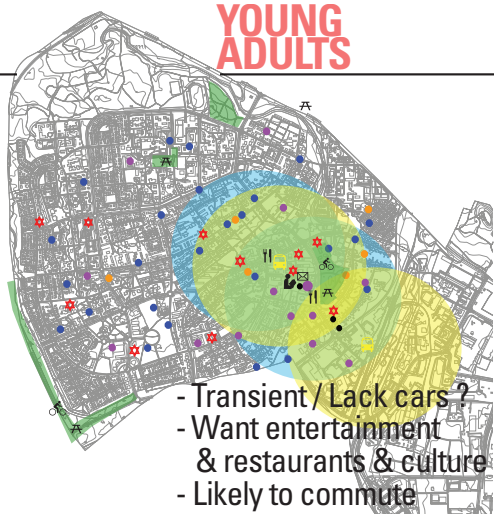 YOUNG
ADULTS
- Transient / Lack cars ?
- Want entertainment
& restaurants & culture
- Likely to commute